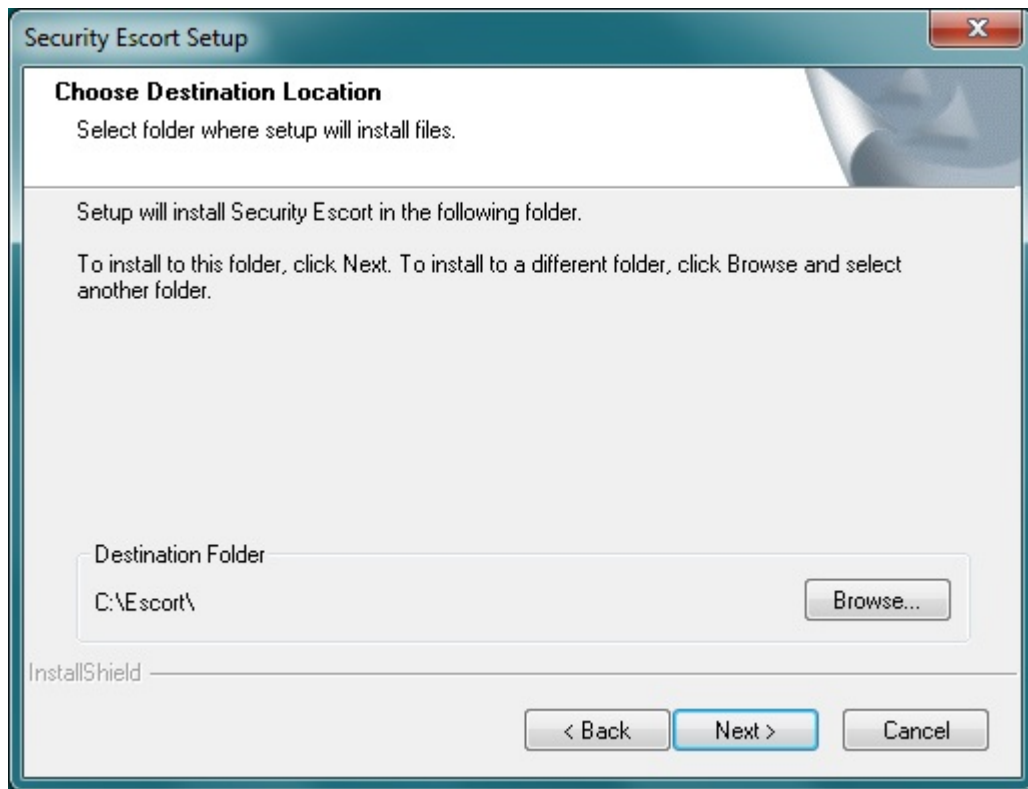 Security Escort Setup
Choose Destination Location
Select folder where setup will install files.
Setup will install Security Escort in the following folder.
To install to this folder, click Next. To install to a different folder, click Browse and select
another folder.
Destination Folder
C:\Escort\
Browse...
InstallShield
< Back
Next >
Cancel